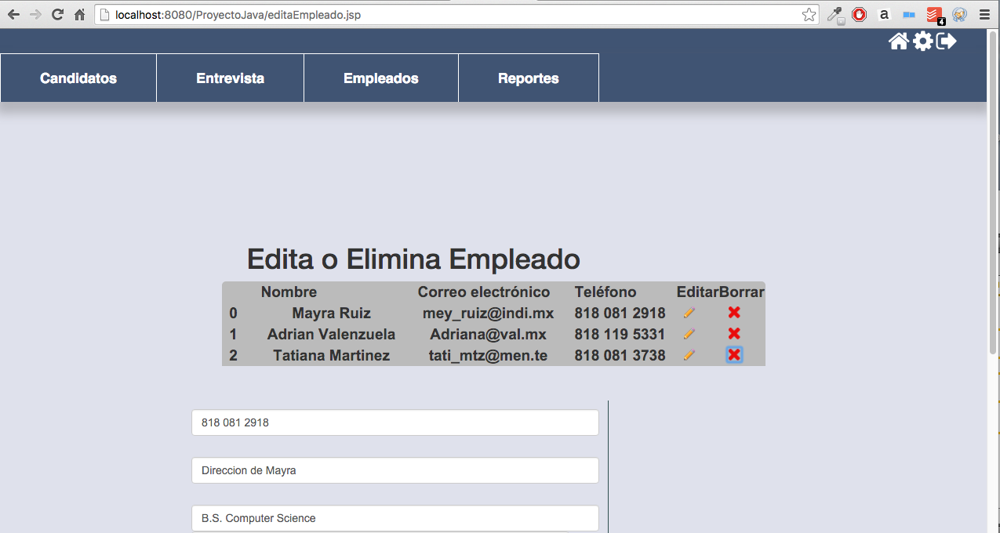 localhost:8080/ProyectoJava/editaEmpleado.jsp
a
4
Candidatos Entrevista Empleados Reportes
Edita o Elimina Empleado
Nombre Correo electrónico Teléfono EditarBorrar
0 Mayra Ruiz mey_ruiz@indi.mx 818 081 2918
1 Adrian Valenzuela Adriana@val.mx 818 119 5331
2 Tatiana Martinez tati_mtz@men.te 818 081 3738
818 081 2918
Direccion de Mayra
B.S. Computer Science